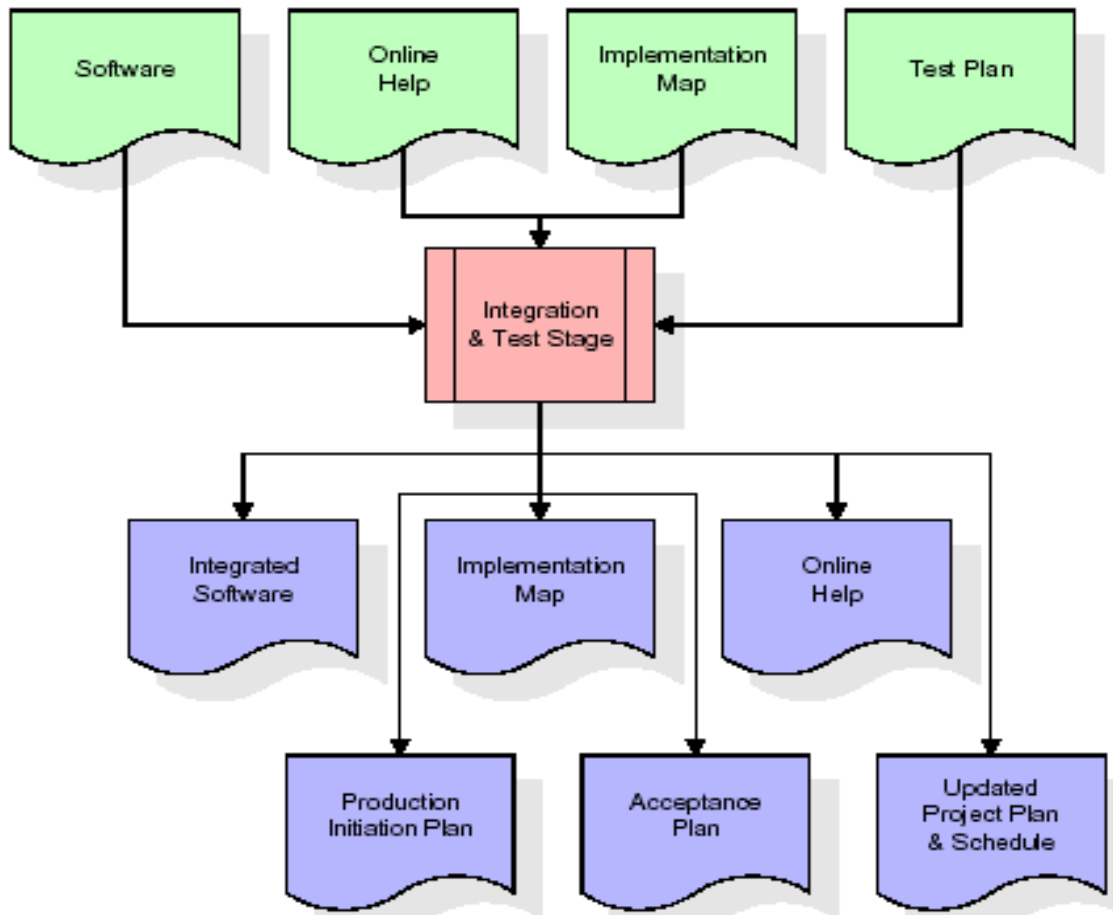 Software
Online
Help
Implementation
Map
Test Plan
Integration
& Test Stage
Integrated
Software
Implementation
Map
Online
Help
Production
Initiation Plan
Acceptance
Plan
Updated
Project Plan
& Schedule